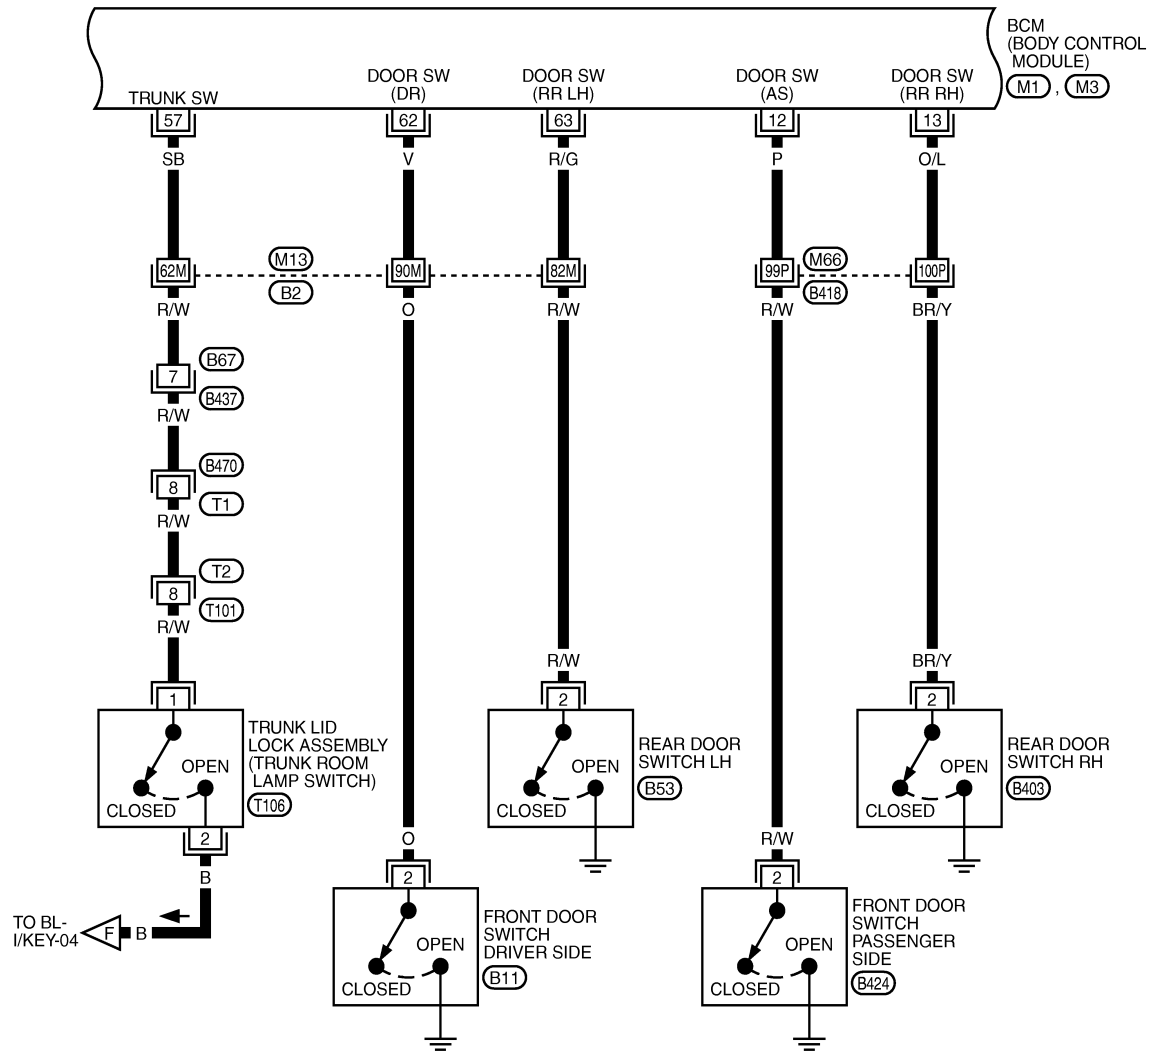 BCM
(BODY CONTROL
MODULE)
M1 , M3
TRUNK SW
DOOR SW
(DR)
DOOR SW
(RR LH)
DOOR SW
(AS)
DOOR SW
(RR RH)
57
62
63
12
13
SB
V
R/G
P
O/L
62M
M13
B2
90M
82M
99P
M66
B418
100P
R/W
O
R/W
R/W
BR/Y
7
B67
B437
R/W
8
B470
T1
R/W
8
T2
T101
R/W
R/W
BR/Y
1
2
2
TRUNK LID
LOCK ASSEMBLY
(TRUNK ROOM
LAMP SWITCH)
T106
OPEN
CLOSED
REAR DOOR
SWITCH LH
B53
OPEN
CLOSED
REAR DOOR
SWITCH RH
B403
OPEN
CLOSED
2
B
O
R/W
2
2
TO BL-
I/KEY-04
F
B
FRONT DOOR
SWITCH
DRIVER SIDE
B11
OPEN
CLOSED
FRONT DOOR
SWITCH
PASSENGER
SIDE
B424
OPEN
CLOSED